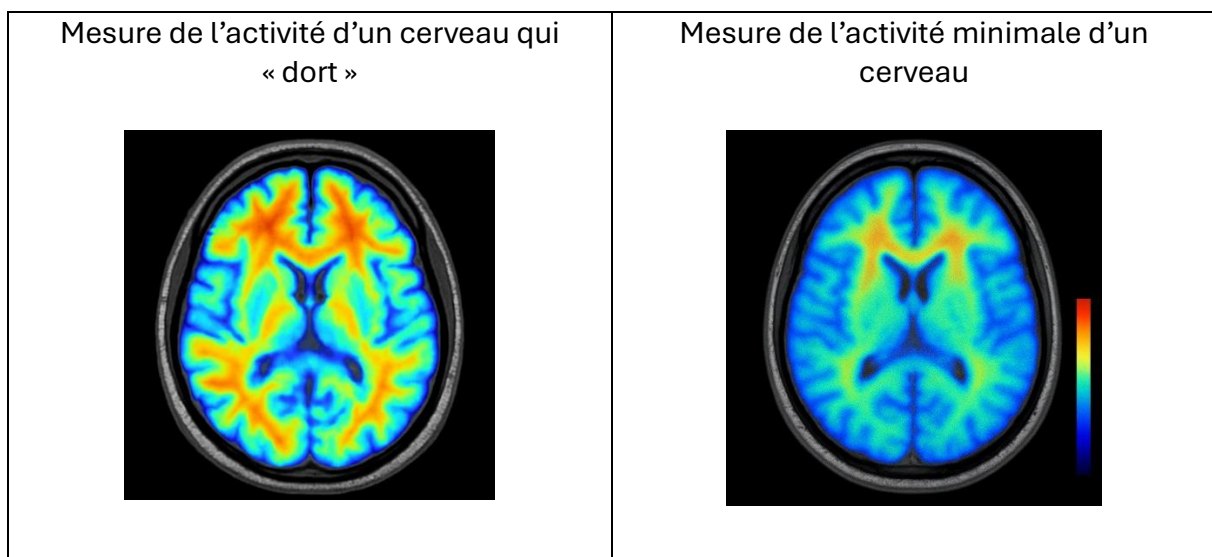 Mesure de l’activité d’un cerveau qui
« dort »
Mesure de l’activité minimale d’un
cerveau